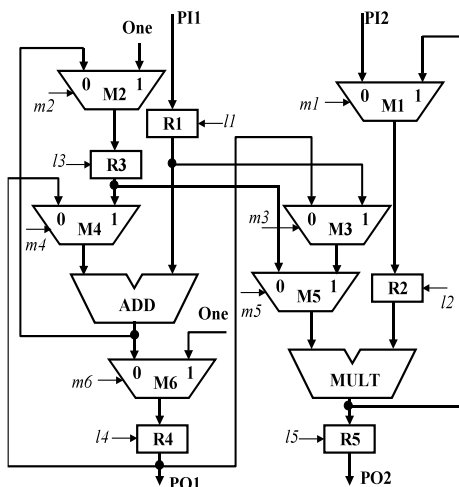 One PI1 PI2
0 1 M2 m2
0 1 M1 m1
R1 l1
l3 R3
0 1 M4 m4
0 1 M3 m3
0 1 M5 m5
R2 l2
ADD
One
0 1 M6 m6
MULT
l4 R4
l5 R5
PO1 PO2